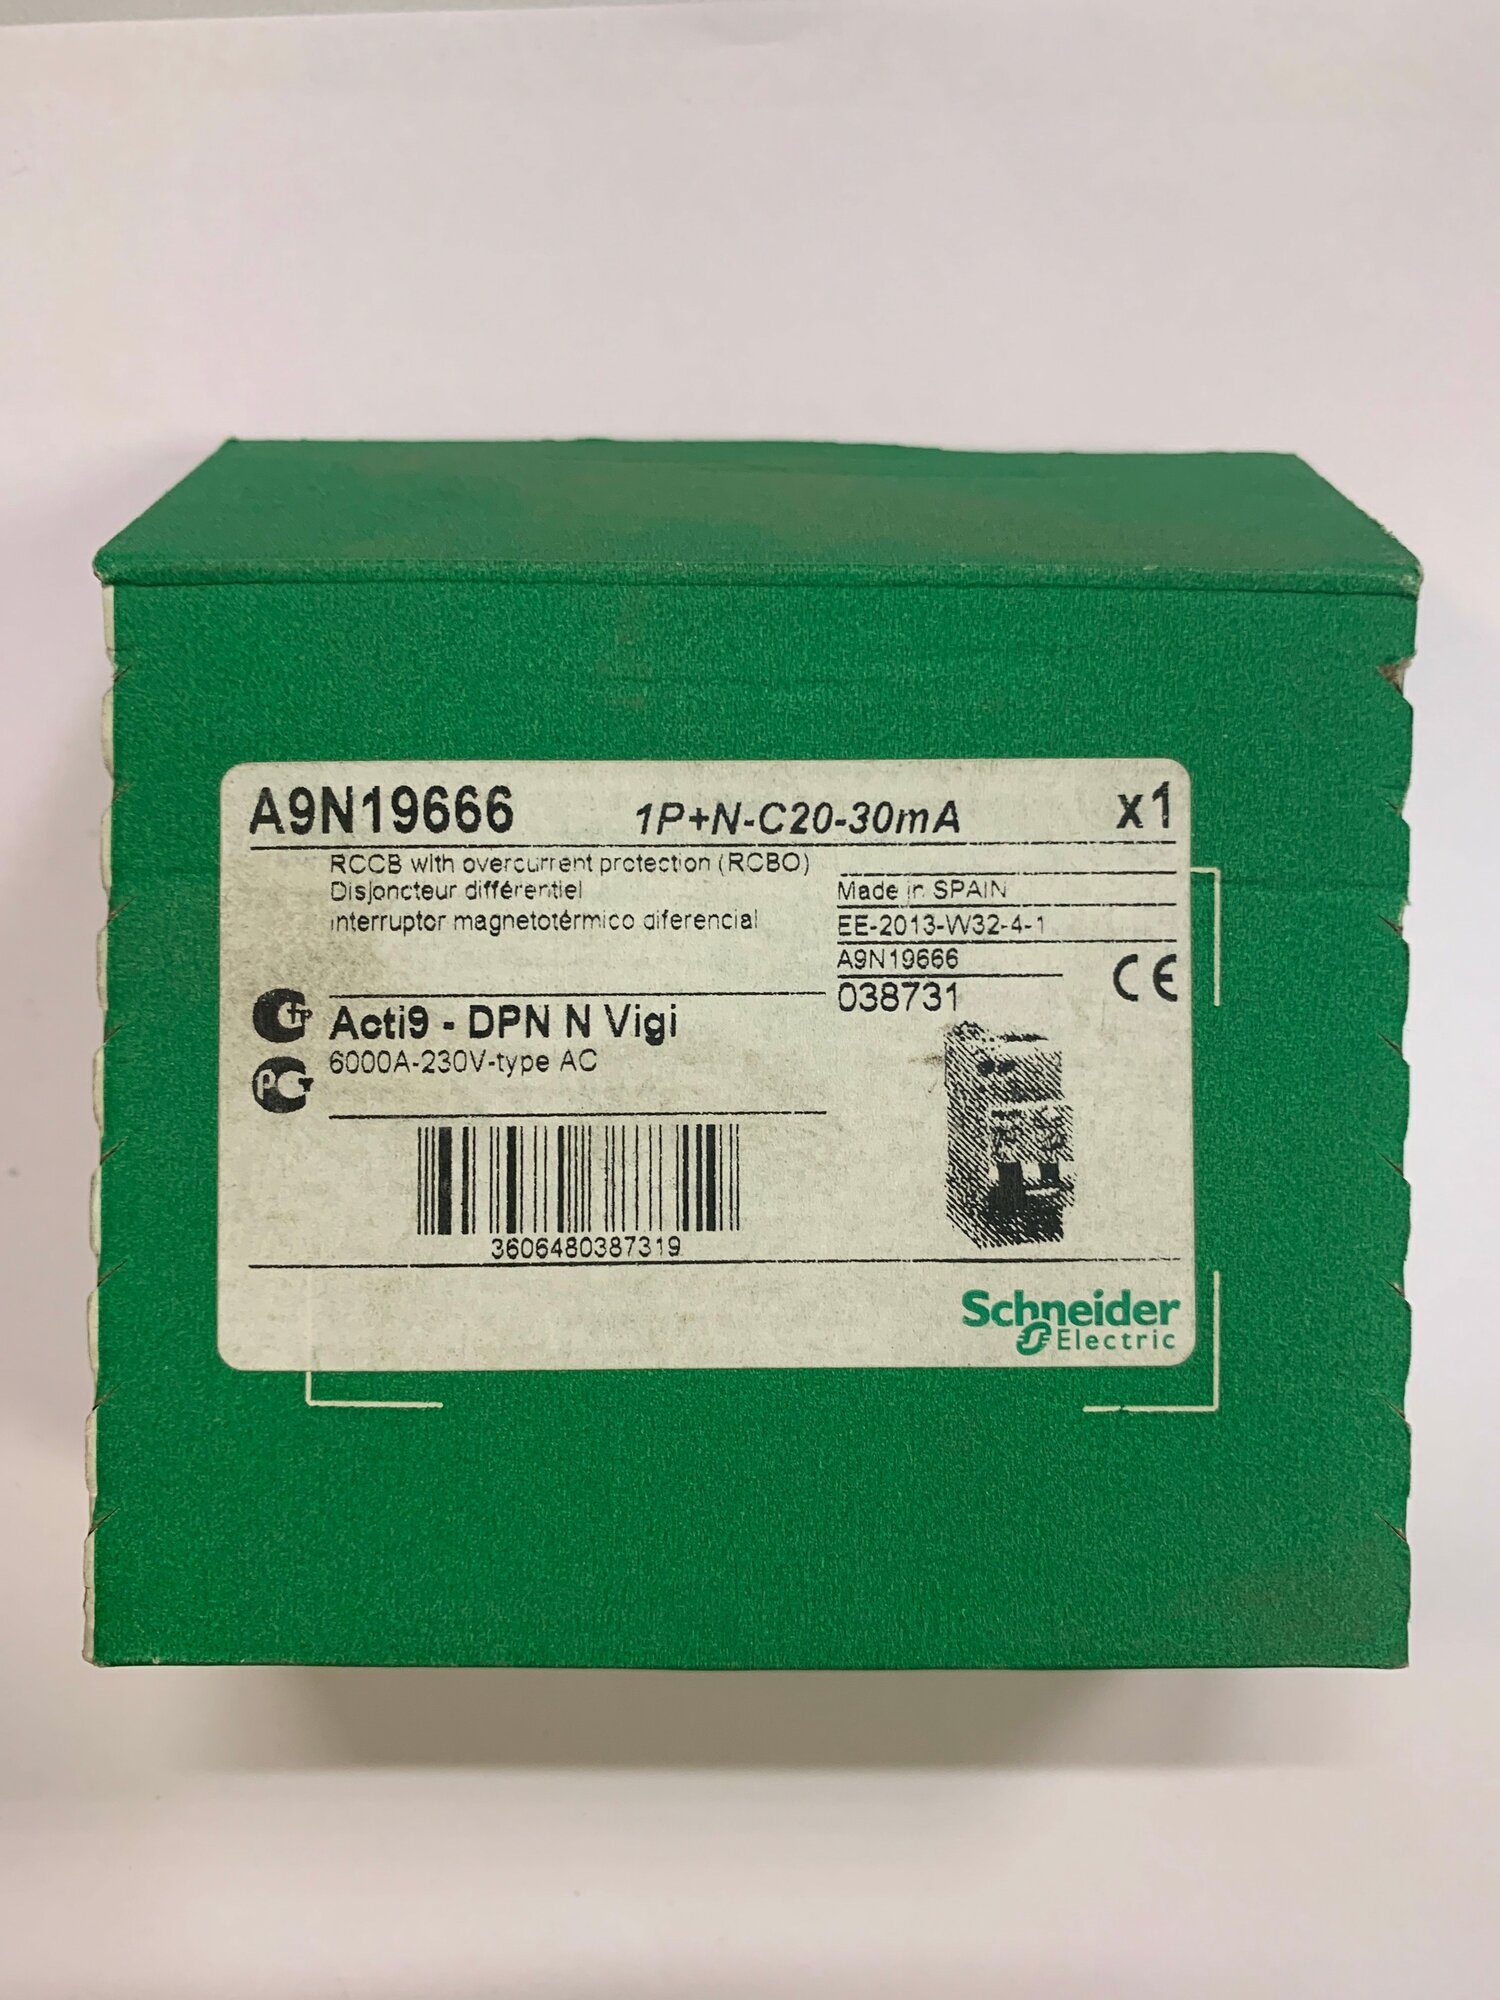 A9N19666 1P+N-C20-30mA x1
RCCB with overcurrent protection (RCBO)
Disjoncteur différentiel
Interruptor magnetotérmico diferencial
Made in SPAIN
EE-2013-W32-4-1
A9N19666
038731
CE
Acti9 - DPN N Vigi
6000A-230V-type AC
3606480387319
Schneider
Electric